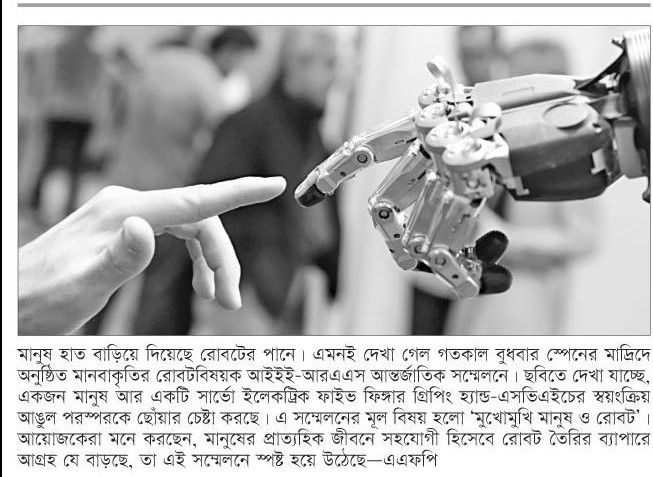 মানুষ হাত বাড়িয়ে দিয়েছে রোবটের পানে। এমনই দেখা গেল গতকাল বুধবার স্পেনের মাদ্রিদে
অনুষ্ঠিত মানবাকৃতির রোবটবিষয়ক আইইই-আরএএস আন্তর্জাতিক সম্মেলনে। ছবিতে দেখা যাচ্ছে,
একজন মানুষ আর একটি সার্ভো ইলেকট্রিক ফাইভ ফিঙ্গার গ্রিপিং হ্যান্ড-এসভিএইচের স্বয়ংক্রিয়
আঙুল পরস্পরকে ছোঁয়ার চেষ্টা করছে। এ সম্মেলনের মূল বিষয় হলো ‘মুখোমুখি মানুষ ও রোবট’।
আয়োজকেরা মনে করছেন, মানুষের প্রাত্যহিক জীবনে সহযোগী হিসেবে রোবট তৈরির ব্যাপারে
আগ্রহ যে বাড়ছে, তা এই সম্মেলনে স্পষ্ট হয়ে উঠেছে—এএফপি